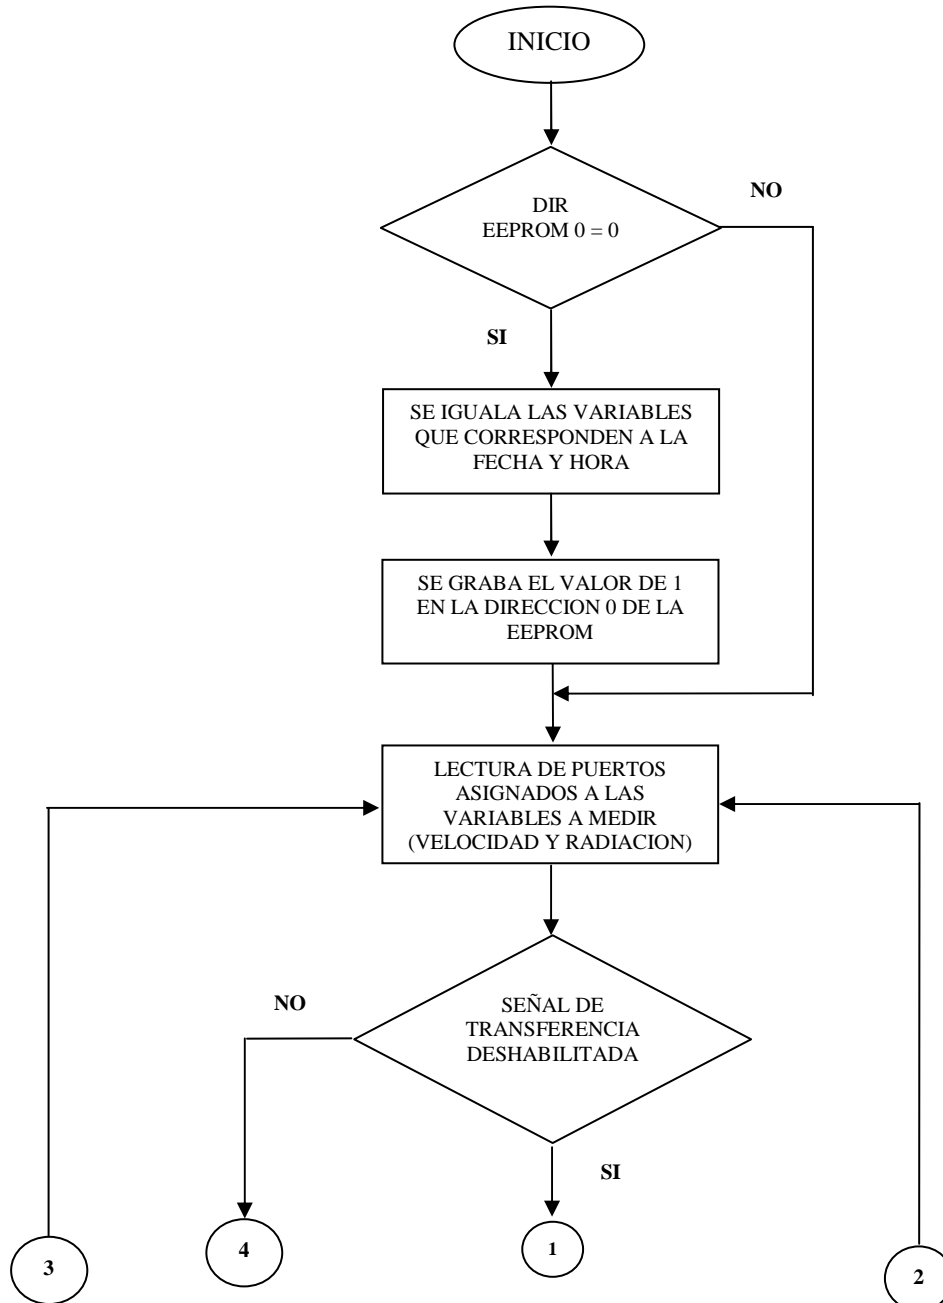 INICIO
DIR
EEPROM 0 = 0
NO
SI
SE IGUALA LAS VARIABLES
QUE CORRESPONDEN A LA
FECHA Y HORA
SE GRABA EL VALOR DE 1
EN LA DIRECCION 0 DE LA
EEPROM
LECTURA DE PUERTOS
ASIGNADOS A LAS
VARIABLES A MEDIR
(VELOCIDAD Y RADIACION)
NO
SEÑAL DE
TRANSFERENCIA
DESHABILITADA
SI
3
4
1
2